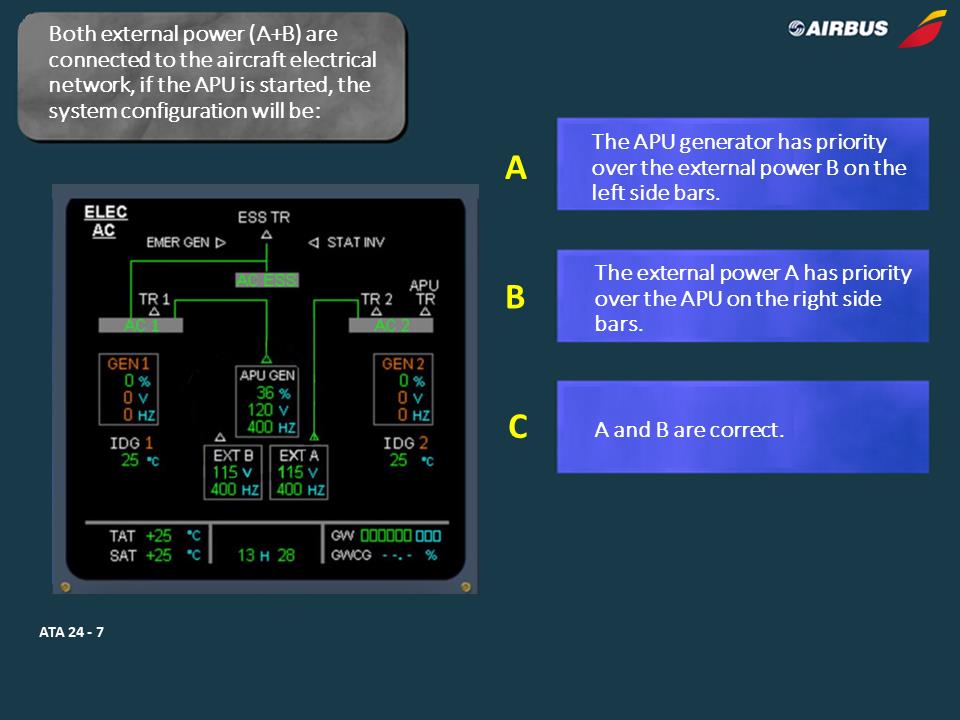 Both external power (A+B) are
connected to the aircraft electrical
network, if the APU is started, the
system configuration will be:
AIRBUS
A
The APU generator has priority
over the external power B on the
left side bars.
B
The external power A has priority
over the APU on the right side
bars.
C
A and B are correct.
ELEC
AC
ESS TR
EMER GEN
STAT INV
AC ESS
TR 1
TR 2
APU
TR
AC 1
AC 2
GEN 1
0 %
0 V
0 HZ
APU GEN
36 %
120 V
400 HZ
GEN 2
0 %
0 V
0 HZ
IDG 1
25 °C
EXT B
115 V
400 HZ
EXT A
115 V
400 HZ
IDG 2
25 °C
TAT +25 °C
SAT +25 °C
13 H 28
GW
GWCG --.- %
ATA 24 - 7